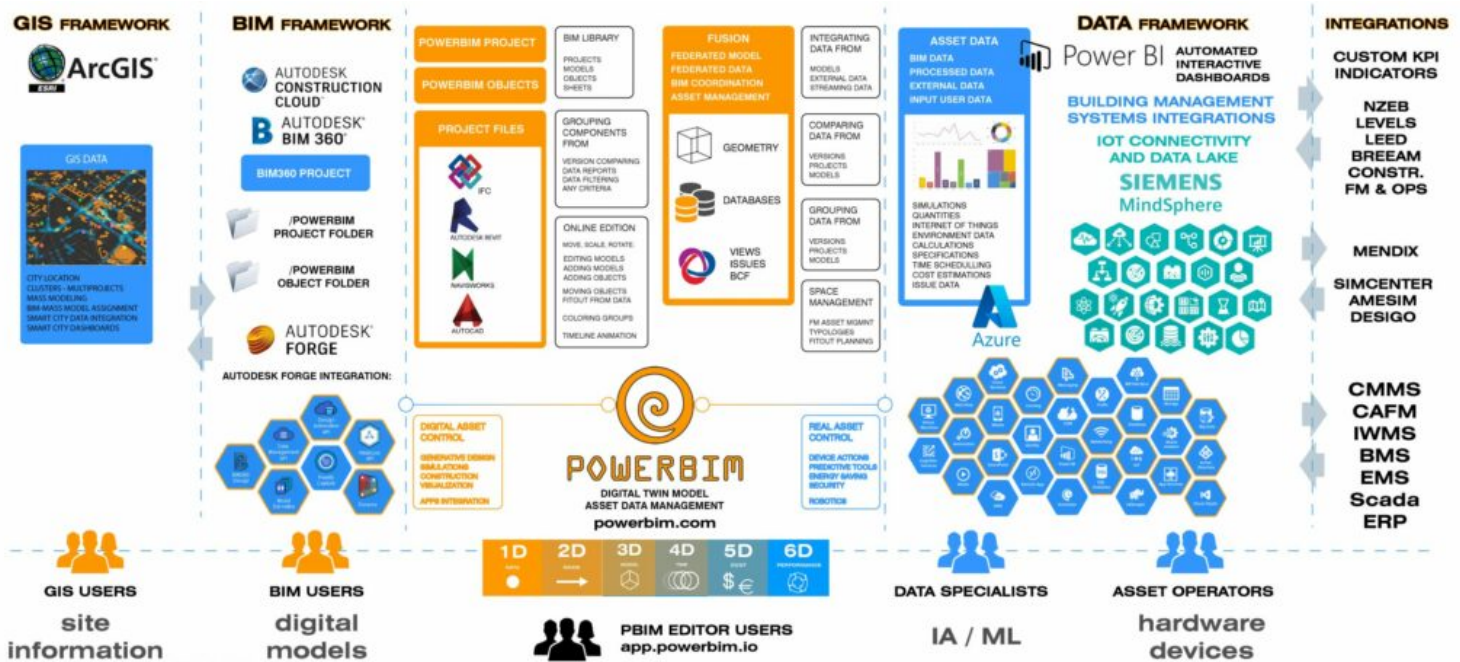 GIS FRAMEWORK
ArcGIS®
ESRI
GIS DATA
CITY LOCATION
CLUSTERS - MULTIPROJECTS
MASS MODELING
BIM-MASS MODEL ASSIGNMENT
SMART CITY DATA INTEGRATION
SMART CITY DASHBOARDS
BIM FRAMEWORK
AUTODESK®
CONSTRUCTION
CLOUD®
AUTODESK®
BIM 360®
BIM360 PROJECT
/POWERBIM
PROJECT FOLDER
/POWERBIM
OBJECT FOLDER
AUTODESK®
FORGE
AUTODESK FORGE INTEGRATION:
POWERBIM PROJECT
POWERBIM OBJECTS
PROJECT FILES
IFC
AUTODESK REVIT
NAVISWORKS
AUTOCAD
BIM LIBRARY
PROJECTS
MODELS
OBJECTS
SHEETS
GROUPING
COMPONENTS
FROM
VERSION COMPARING
DATA REPORTS
DATA FILTERING
ANY CRITERIA
ONLINE EDITION
MOVE, SCALE, ROTATE.
EDITING MODELS
ADDING MODELS
ADDING OBJECTS
MOVING OBJECTS
FITOUT FROM DATA
COLORING GROUPS
TIMELINE ANIMATION
FUSION
FEDERATED MODEL
FEDERATED DATA
BIM COORDINATION
ASSET MANAGEMENT
GEOMETRY
DATABASES
VIEWS
ISSUES
BCF
INTEGRATING
DATA FROM
MODELS
EXTERNAL DATA
STREAMING DATA
COMPARING
DATA FROM
VERSIONS
PROJECTS
MODELS
GROUPING
DATA FROM
VERSIONS
PROJECTS
MODELS
SPACE
MANAGEMENT
FM ASSET MGMNT
TYPOLOGIES
FITOUT PLANNING
DIGITAL ASSET
CONTROL
GENERATIVE DESIGN
SIMULATIONS
CONSTRUCTION
VISUALIZATION
APPS INTEGRATION
POWERBIM
DIGITAL TWIN MODEL
ASSET DATA MANAGEMENT
powerbim.com
REAL ASSET
CONTROL
DEVICE ACTIONS
PREDICTIVE TOOLS
ENERGY SAVING
SECURITY
ROBOTICS
ASSET DATA
BIM DATA
PROCESSED DATA
EXTERNAL DATA
INPUT USER DATA
SIMULATIONS
QUANTITIES
INTERNET OF THINGS
ENVIRONMENT DATA
CALCULATIONS
SPECIFICATIONS
TIME SCHEDULLING
COST ESTIMATIONS
ISSUE DATA
Azure
DATA FRAMEWORK
Power BI
AUTOMATED
INTERACTIVE
DASHBOARDS
BUILDING MANAGEMENT
SYSTEMS INTEGRATIONS
IOT CONNECTIVITY
AND DATA LAKE
SIEMENS
MindSphere
INTEGRATIONS
CUSTOM KPI
INDICATORS
NZEB
LEVELS
LEED
BREEAM
CONSTR.
FM & OPS
MENDIX
SIMCENTER
AMESIM
DESIGO
CMMS
CAFM
IWMS
BMS
EMS
Scada
ERP
1D 2D 3D 4D 5D 6D
$ €
GIS USERS
site
information
BIM USERS
digital
models
PBIM EDITOR USERS
app.powerbim.io
DATA SPECIALISTS
IA / ML
ASSET OPERATORS
hardware
devices